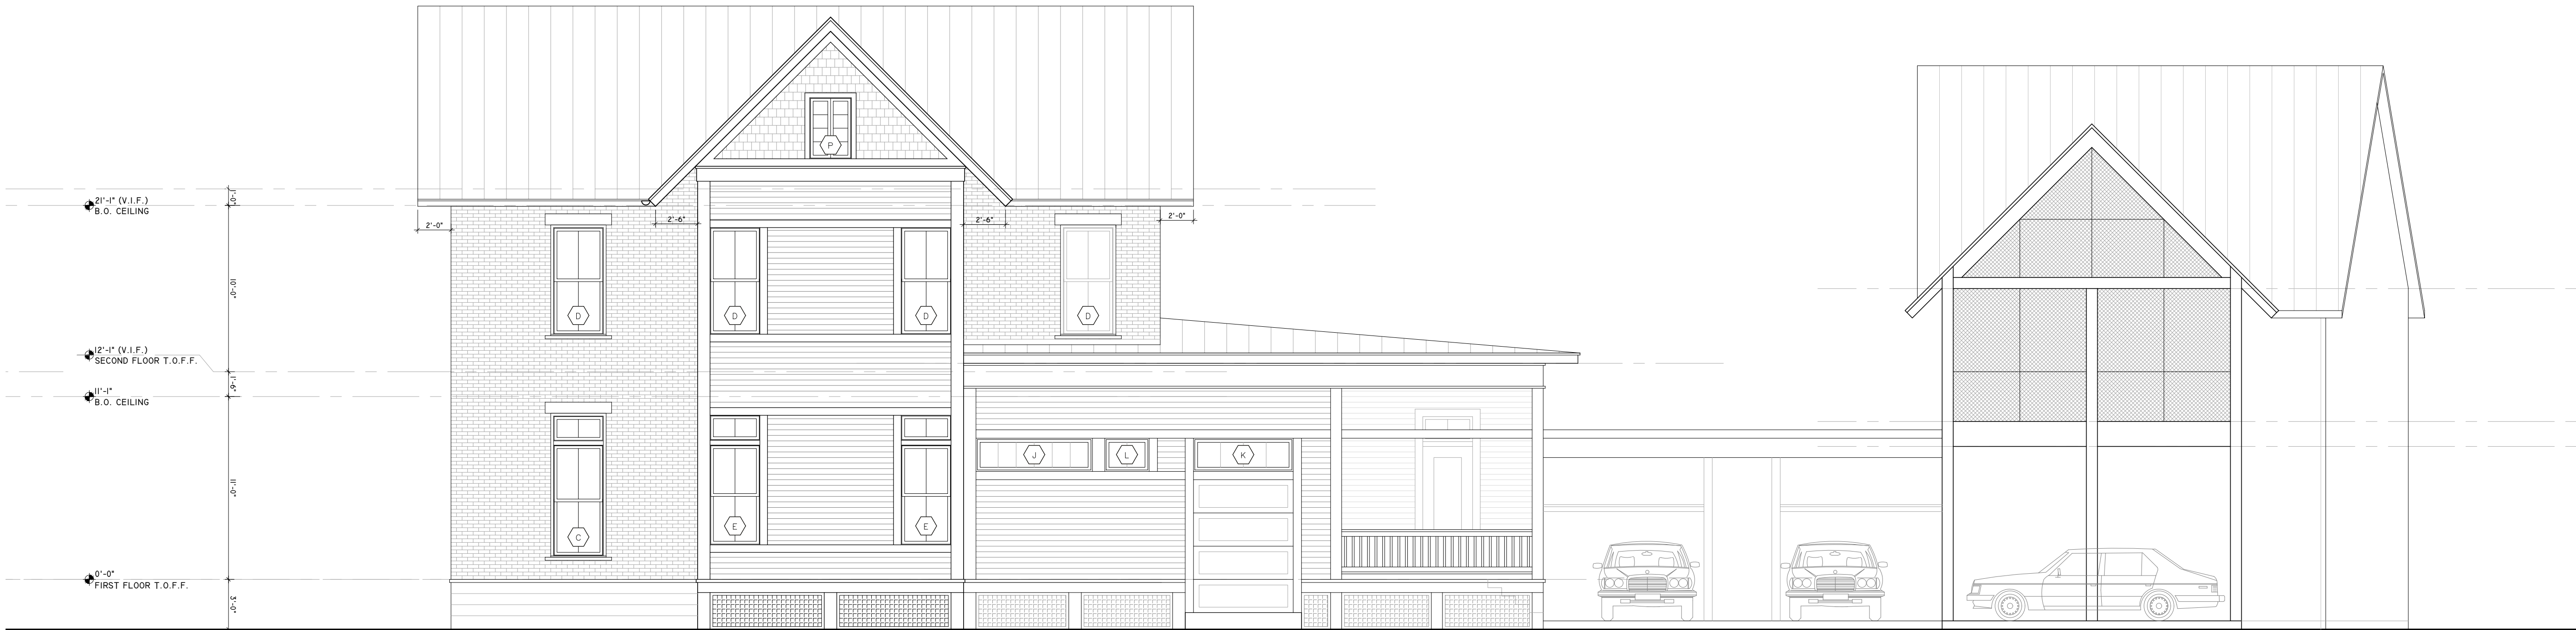 1'-0"
21'-1" (V.I.F.)
B.O. CEILING
2'-0"
2'-6"
2'-6"
2'-0"
10'-0"
P
D
D
D
D
12'-1" (V.I.F.)
SECOND FLOOR T.O.F.F.
1'-6"
11'-1"
B.O. CEILING
J
L
K
11'-0"
C
E
E
0'-0"
FIRST FLOOR T.O.F.F.
3'-0"